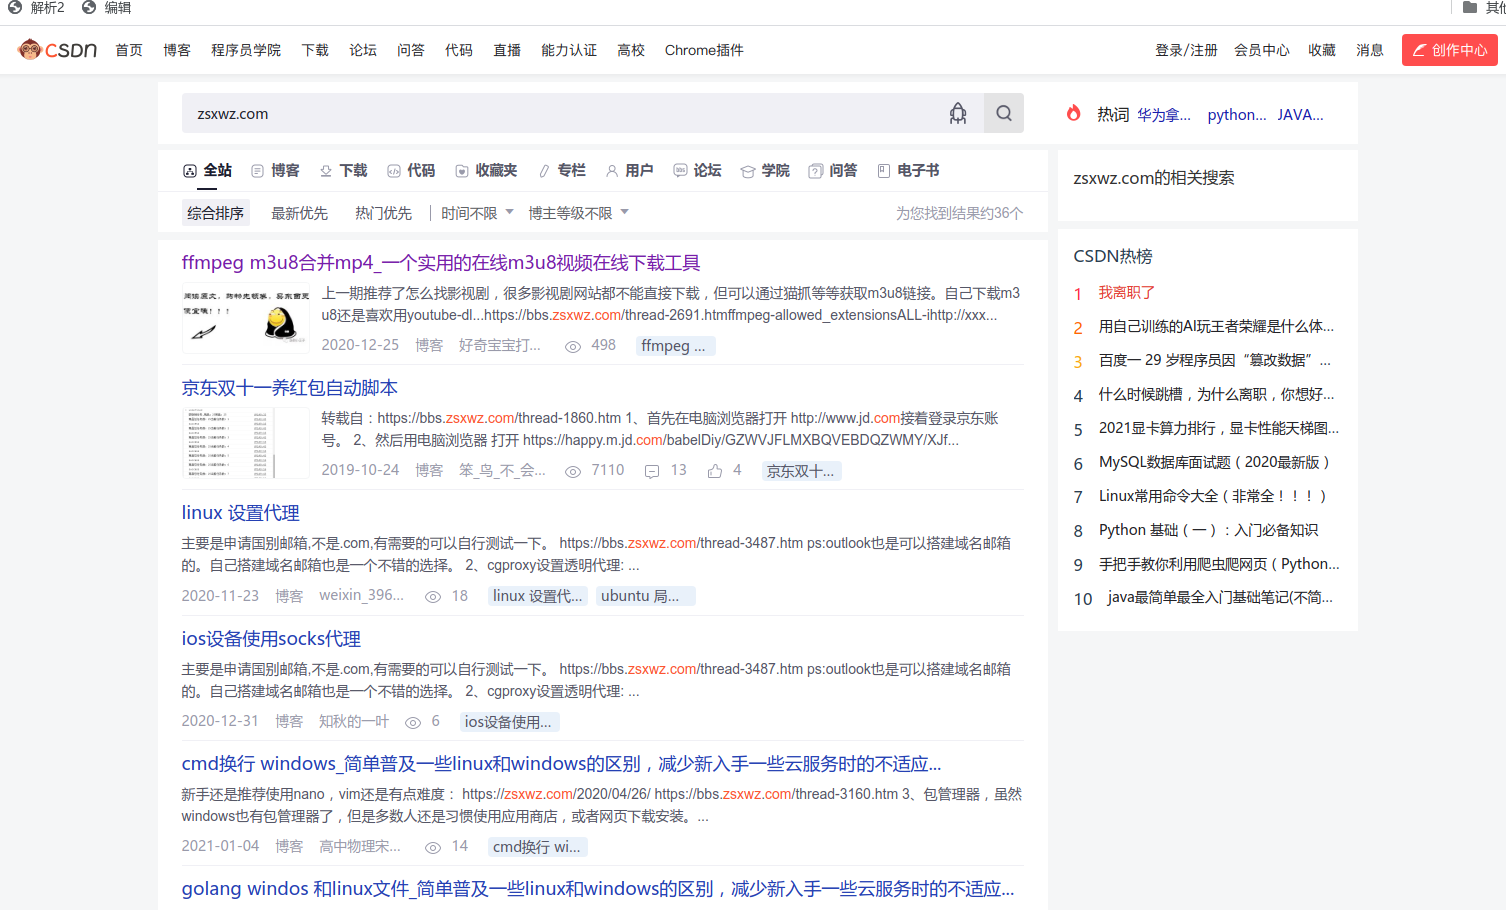 解析2 编辑 其他
CSDN 首页 博客 程序员学院 下载 论坛 问答 代码 直播 能力认证 高校 Chrome插件 登录/注册 会员中心 收藏 消息 创作中心
zsxwz.com
热词 华为拿... python... JAVA...
全站 博客 下载 代码 收藏夹 专栏 用户 论坛 学院 问答 电子书
综合排序 最新优先 热门优先 时间不限 博主等级不限 为您找到结果约36个
ffmpeg m3u8合并mp4_一个实用的在线m3u8视频在线下载工具
上一期推荐了怎么找影视剧，很多影视剧网站都不能直接下载，但可以通过猫抓等等获取m3u8链接。自己下载m3
u8还是喜欢用youtube-dl...https://bbs.zsxwz.com/thread-2691.htmffmpeg-allowed_extensionsALL-ihttp://xxx...
2020-12-25 博客 好奇宝宝打... 498 ffmpeg ...
京东双十一养红包自动脚本
转载自：https://bbs.zsxwz.com/thread-1860.htm 1、首先在电脑浏览器打开 http://www.jd.com接着登录京东账
号。 2、然后用电脑浏览器 打开 https://happy.m.jd.com/babelDiy/GZWVJFLMXBQVEBDQZWMY/XJf...
2019-10-24 博客 笨_鸟_不_会... 7110 13 4 京东双十...
linux 设置代理
主要是申请国别邮箱,不是.com,有需要的可以自行测试一下。 https://bbs.zsxwz.com/thread-3487.htm ps:outlook也是可以搭建域名邮箱
的。自己搭建域名邮箱也是一个不错的选择。 2、cgproxy设置透明代理: ...
2020-11-23 博客 weixin_396... 18 linux 设置代... ubuntu 局...
ios设备使用socks代理
主要是申请国别邮箱,不是.com,有需要的可以自行测试一下。 https://bbs.zsxwz.com/thread-3487.htm ps:outlook也是可以搭建域名邮箱
的。自己搭建域名邮箱也是一个不错的选择。 2、cgproxy设置透明代理: ...
2020-12-31 博客 知秋的一叶 6 ios设备使用...
cmd换行 windows_简单普及一些linux和windows的区别，减少新入手一些云服务时的不适应...
新手还是推荐使用nano，vim还是有点难度： https://zsxwz.com/2020/04/26/ https://bbs.zsxwz.com/thread-3160.htm 3、包管理器，虽然
windows也有包管理器了，但是多数人还是习惯使用应用商店，或者网页下载安装。...
2021-01-04 博客 高中物理宋... 14 cmd换行 wi...
golang windos 和linux文件_简单普及一些linux和windows的区别，减少新入手一些云服务时的不适应...
zsxwz.com的相关搜索
CSDN热榜
1 我离职了
2 用自己训练的AI玩王者荣耀是什么体...
3 百度一 29 岁程序员因“篡改数据”...
4 什么时候跳槽，为什么离职，你想好...
5 2021显卡算力排行，显卡性能天梯图...
6 MySQL数据库面试题（2020最新版）
7 Linux常用命令大全（非常全！！！）
8 Python 基础（一）：入门必备知识
9 手把手教你利用爬虫爬网页（Python...
10 java最简单最全入门基础笔记(不简...